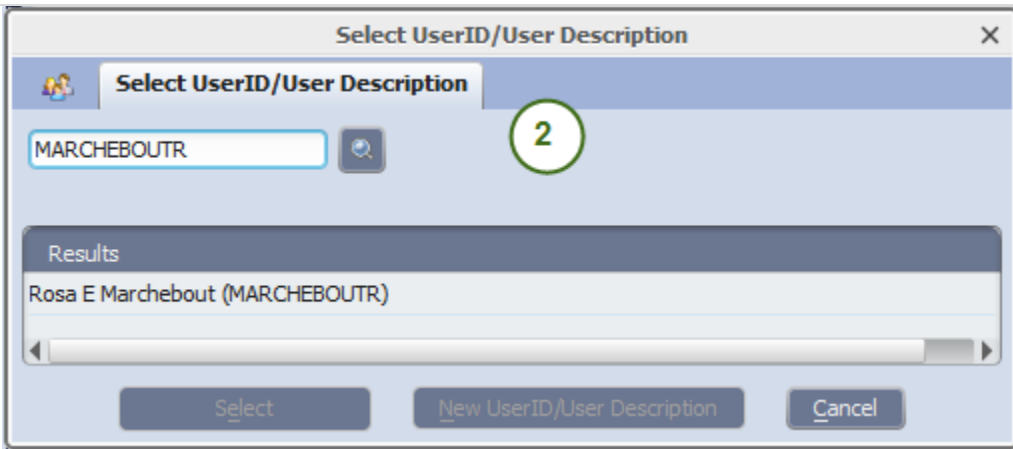 Select UserID/User Description
Select UserID/User Description
2
MARCHEBOUTR
Results
Rosa E Marchebout (MARCHEBOUTR)
Select New UserID/User Description Cancel